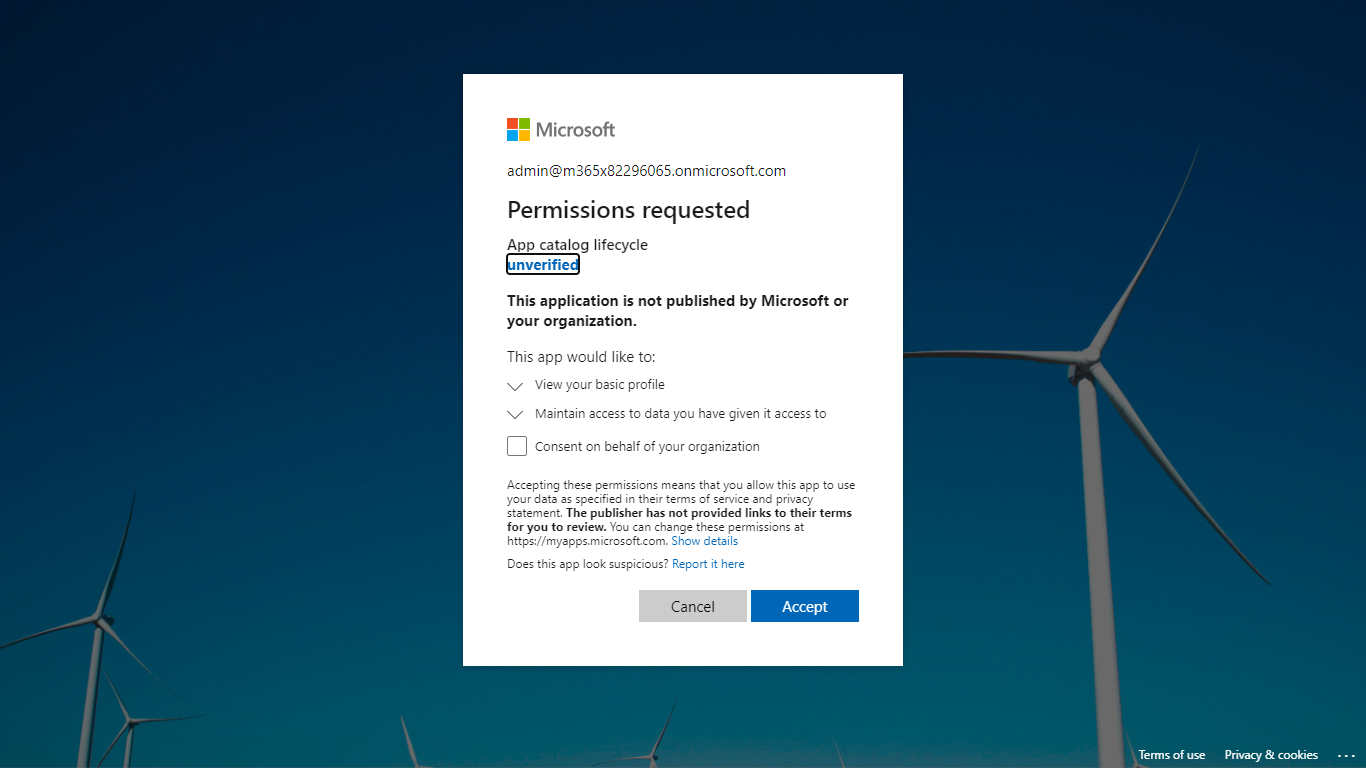 Microsoft
admin@m365x82296065.onmicrosoft.com
Permissions requested
App catalog lifecycle
unverified
This application is not published by Microsoft or
your organization.
This app would like to:
View your basic profile
Maintain access to data you have given it access to
Consent on behalf of your organization
Accepting these permissions means that you allow this app to use
your data as specified in their terms of service and privacy
statement. The publisher has not provided links to their terms
for you to review. You can change these permissions at
https://myapps.microsoft.com. Show details
Does this app look suspicious? Report it here
Cancel Accept
Terms of use Privacy & cookies ...